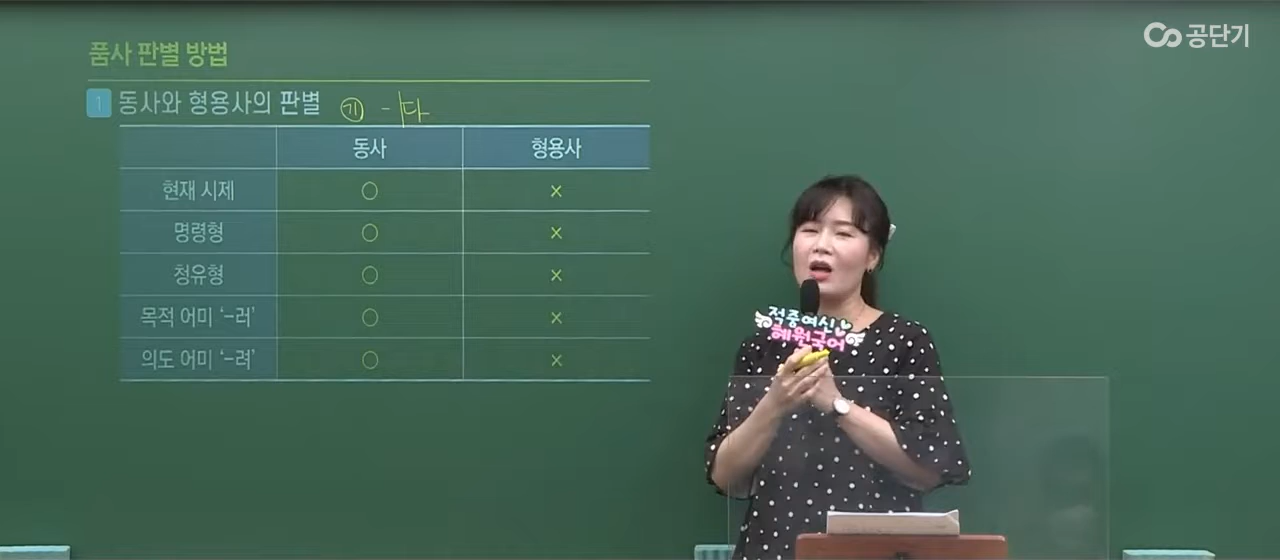 공단기
품사 판별 방법
1 동사와 형용사의 판별 기 -다
동사 형용사
현재 시제 ○ ×
명령형 ○ ×
청유형 ○ ×
목적 어미 ‘-러’ ○ ×
의도 어미 ‘-려’ ○ ×
적중여신
혜원국어